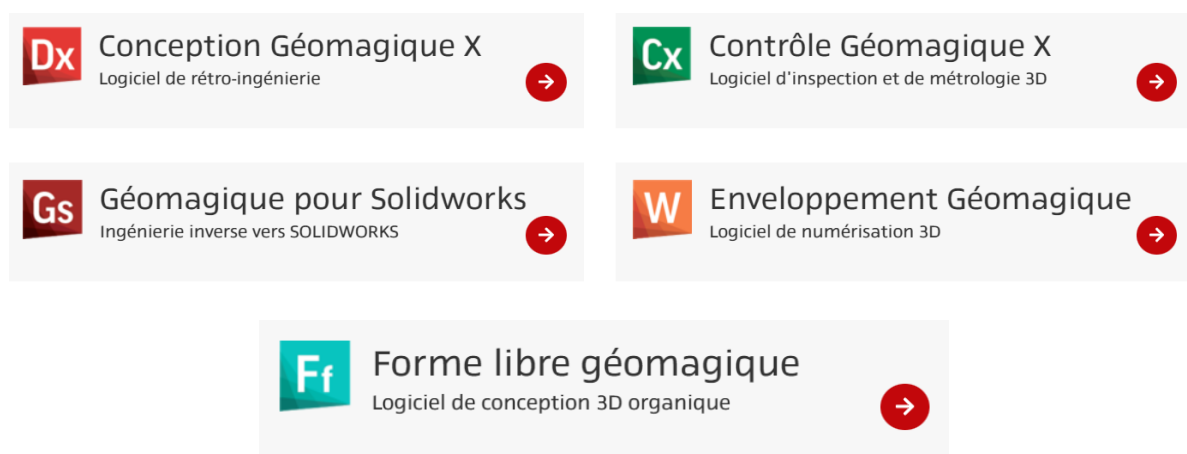 Dx
Conception Géomagique X
Logiciel de rétro-ingénierie
Cx
Contrôle Géomagique X
Logiciel d'inspection et de métrologie 3D
Gs
Géomagique pour Solidworks
Ingénierie inverse vers SOLIDWORKS
W
Enveloppement Géomagique
Logiciel de numérisation 3D
Ff
Forme libre géomagique
Logiciel de conception 3D organique